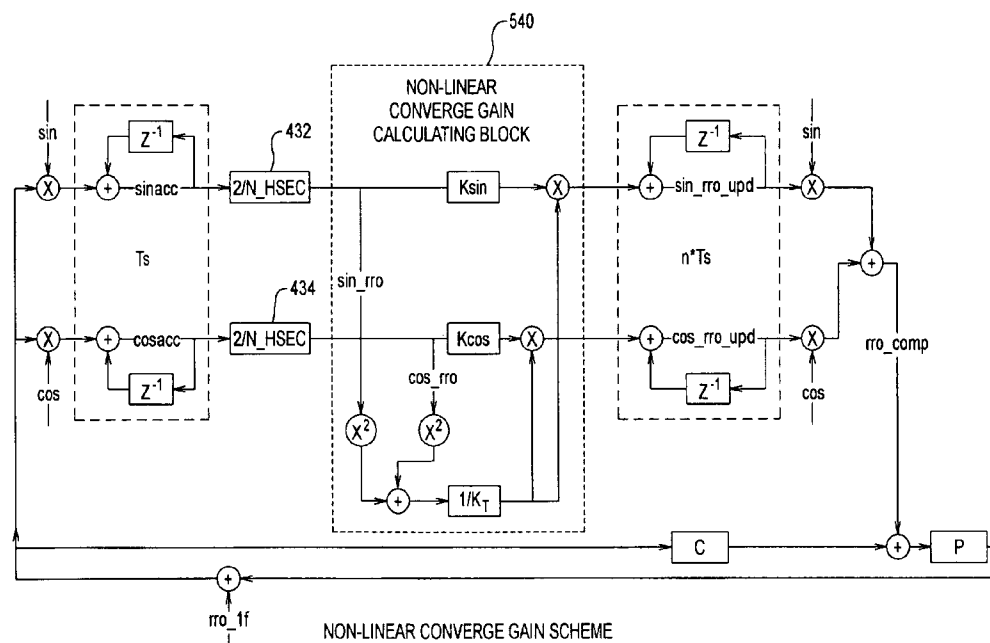 540
NON-LINEAR
CONVERGE GAIN
CALCULATING BLOCK
sin
Z⁻¹
432
Z⁻¹
sin
X
+
sinacc
2/N_HSEC
Ksin
X
+
sin_rro_upd
X
Ts
sin_rro
n*Ts
+
434
X
+
cosacc
2/N_HSEC
Kcos
X
+
cos_rro_upd
X
rro_comp
cos
Z⁻¹
cos_rro
Z⁻¹
cos
X²
X²
+
1/K_T
C
+
P
+
rro_1f
NON-LINEAR CONVERGE GAIN SCHEME